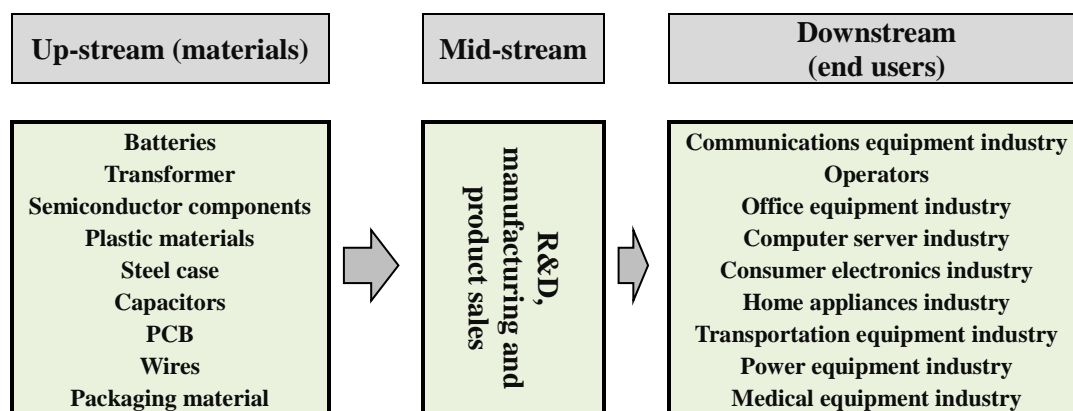 Up-stream (materials)
Mid-stream
Downstream
(end users)
Batteries
Transformer
Semiconductor components
Plastic materials
Steel case
Capacitors
PCB
Wires
Packaging material
R&D,
manufacturing and
product sales
Communications equipment industry
Operators
Office equipment industry
Computer server industry
Consumer electronics industry
Home appliances industry
Transportation equipment industry
Power equipment industry
Medical equipment industry